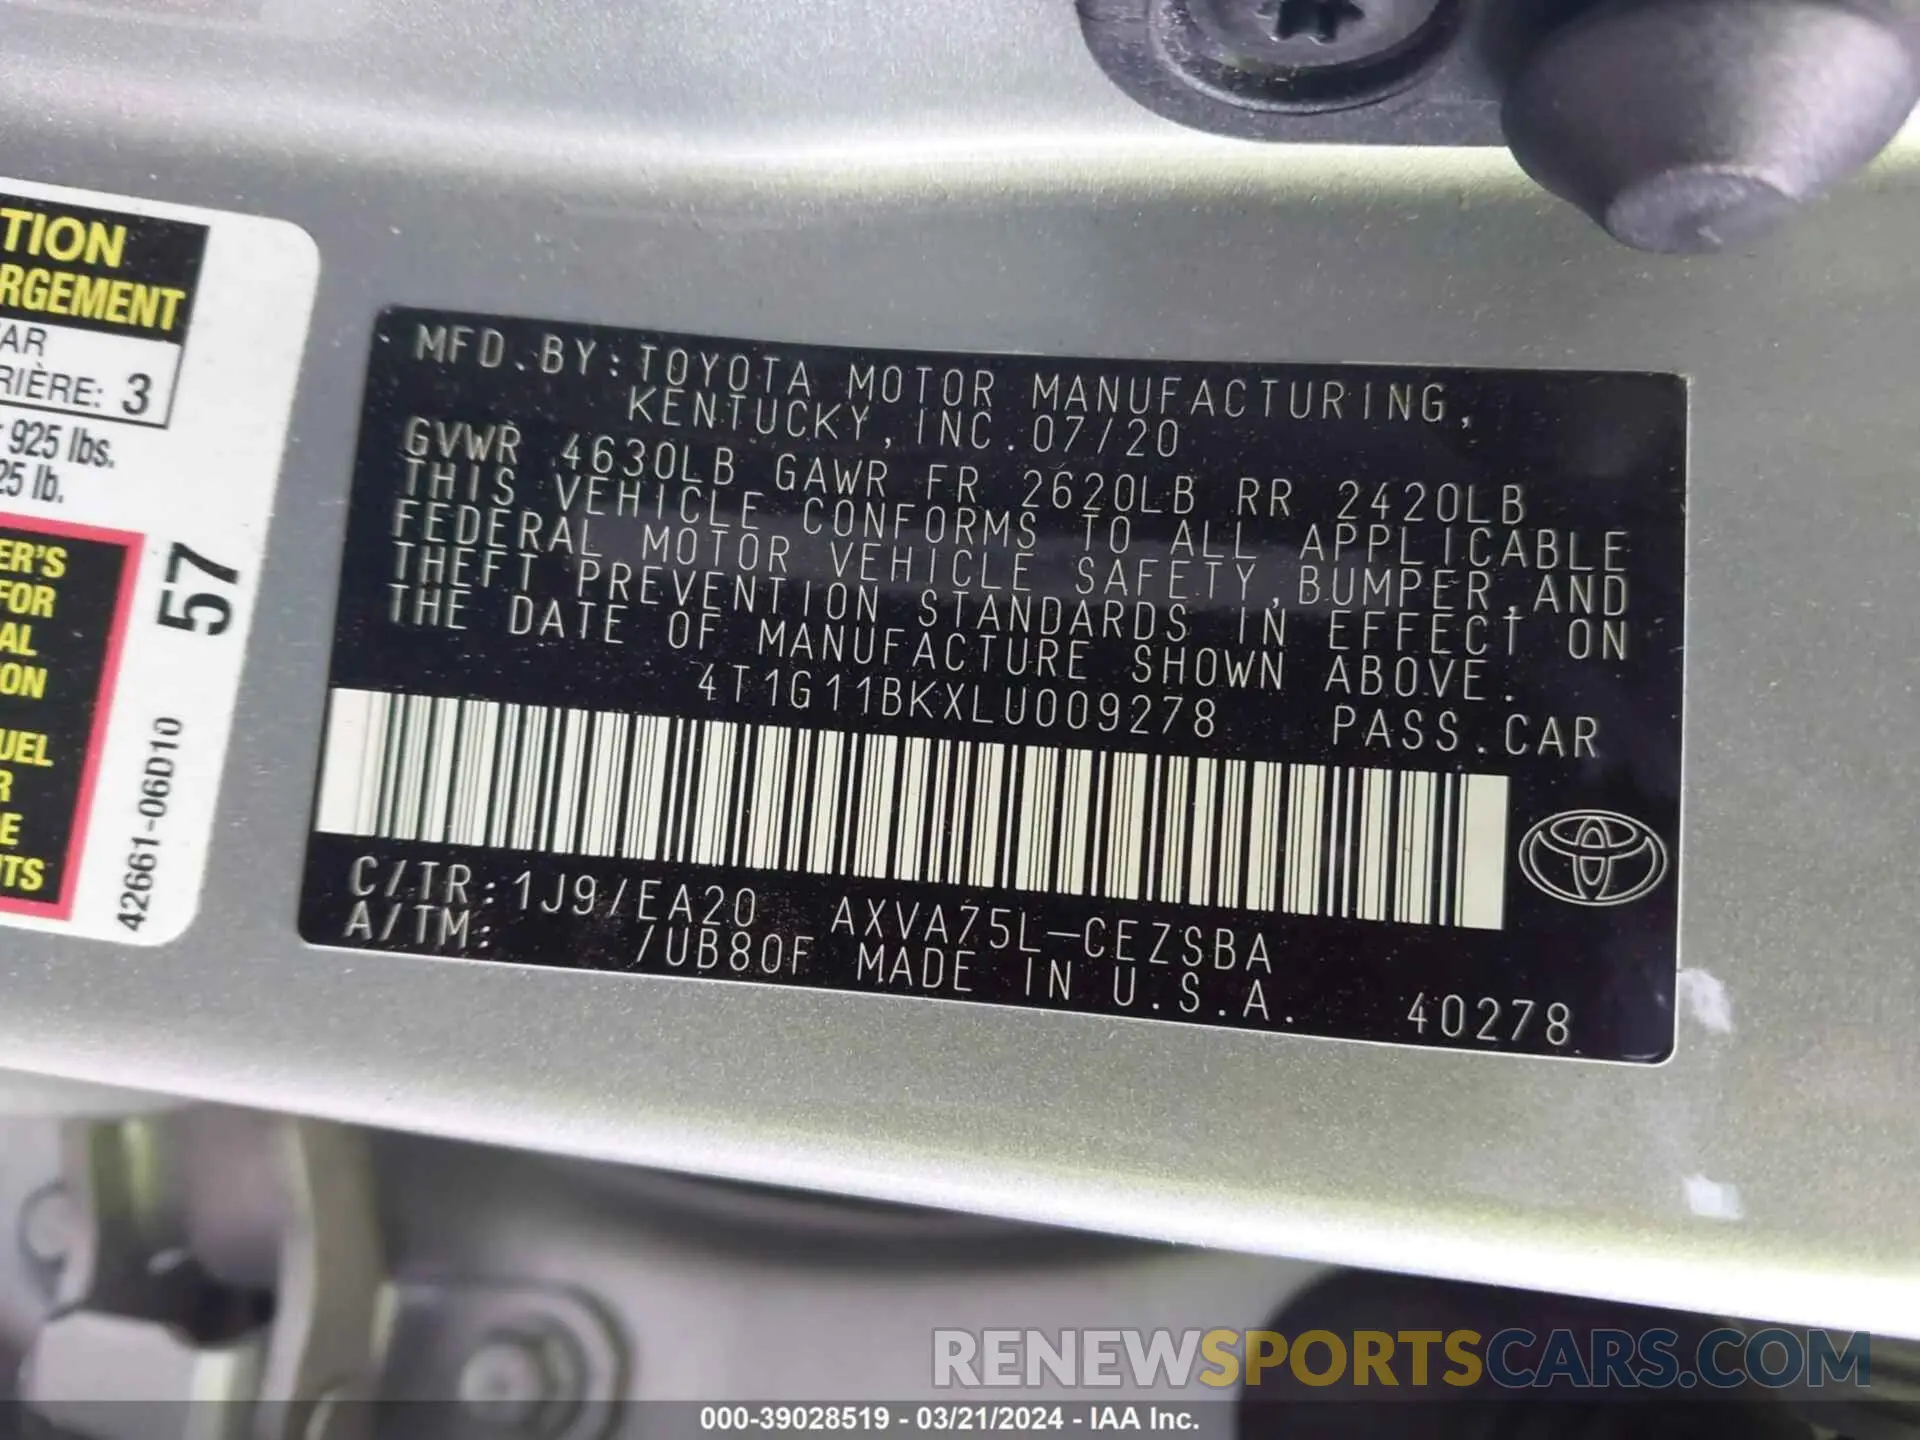 TION
RGEMENT
AR
RIÈRE: 3
925 lbs.
25 lb.
ER'S
FOR
AL
ON
UEL
R
E
TS
57
42661-06D10
MFD.BY:TOYOTA MOTOR MANUFACTURING,
KENTUCKY,INC.07/20
GVWR 4630LB GAWR FR 2620LB RR 2420LB
THIS VEHICLE CONFORMS TO ALL APPLICABLE
FEDERAL MOTOR VEHICLE SAFETY,BUMPER,AND
THEFT PREVENTION STANDARDS IN EFFECT ON
THE DATE OF MANUFACTURE SHOWN ABOVE.
4T1G11BKXLU009278 PASS.CAR
C/TR:1J9/EA20 AXVA75L-CEZSBA
A/TM: /UB80F MADE IN U.S.A. 40278
RENEWSPORTSCARS.COM
000-39028519 - 03/21/2024 - IAA Inc.